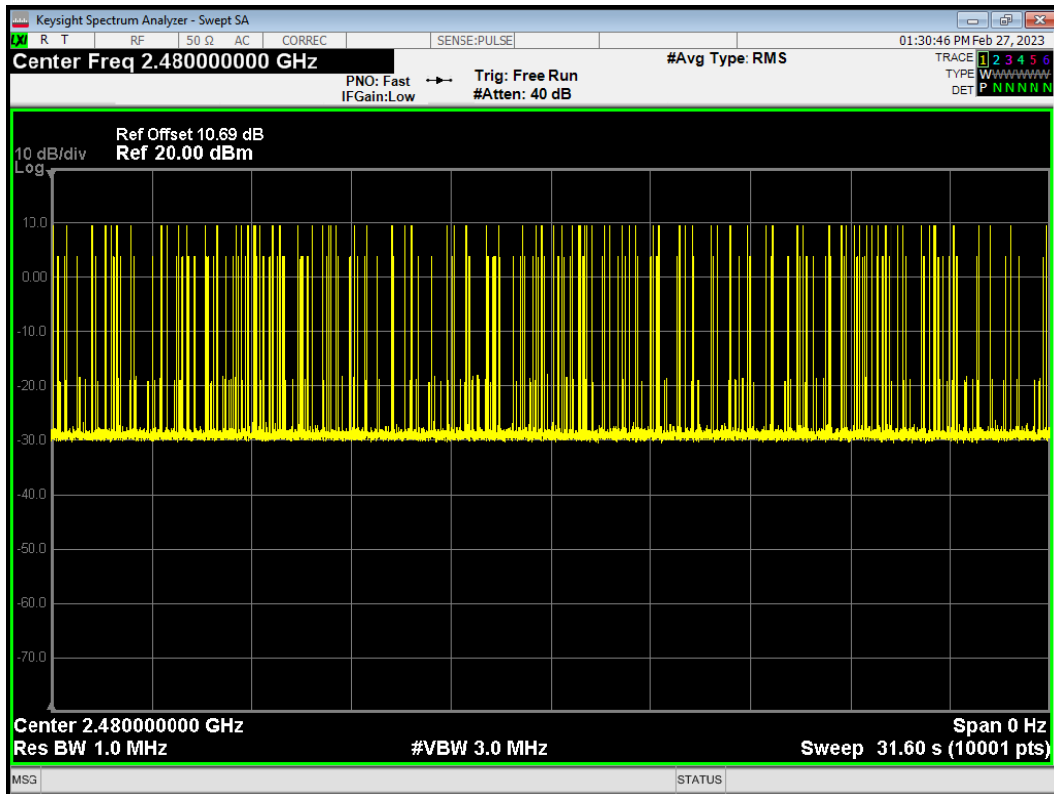 Keysight Spectrum Analyzer - Swept SA
LXI R T RF 50 Ω AC CORREC SENSE:PULSE 01:30:46 PM Feb 27, 2023
Center Freq 2.480000000 GHz #Avg Type: RMS TRACE 1 2 3 4 5 6
PNO: Fast Trig: Free Run TYPE WWWWWW
IFGain:Low #Atten: 40 dB DET P N N N N N
Ref Offset 10.69 dB
10 dB/div Ref 20.00 dBm
Log
10.0
0.00
-10.0
-20.0
-30.0
-40.0
-50.0
-60.0
-70.0
Center 2.480000000 GHz Span 0 Hz
Res BW 1.0 MHz #VBW 3.0 MHz Sweep 31.60 s (10001 pts)
MSG STATUS